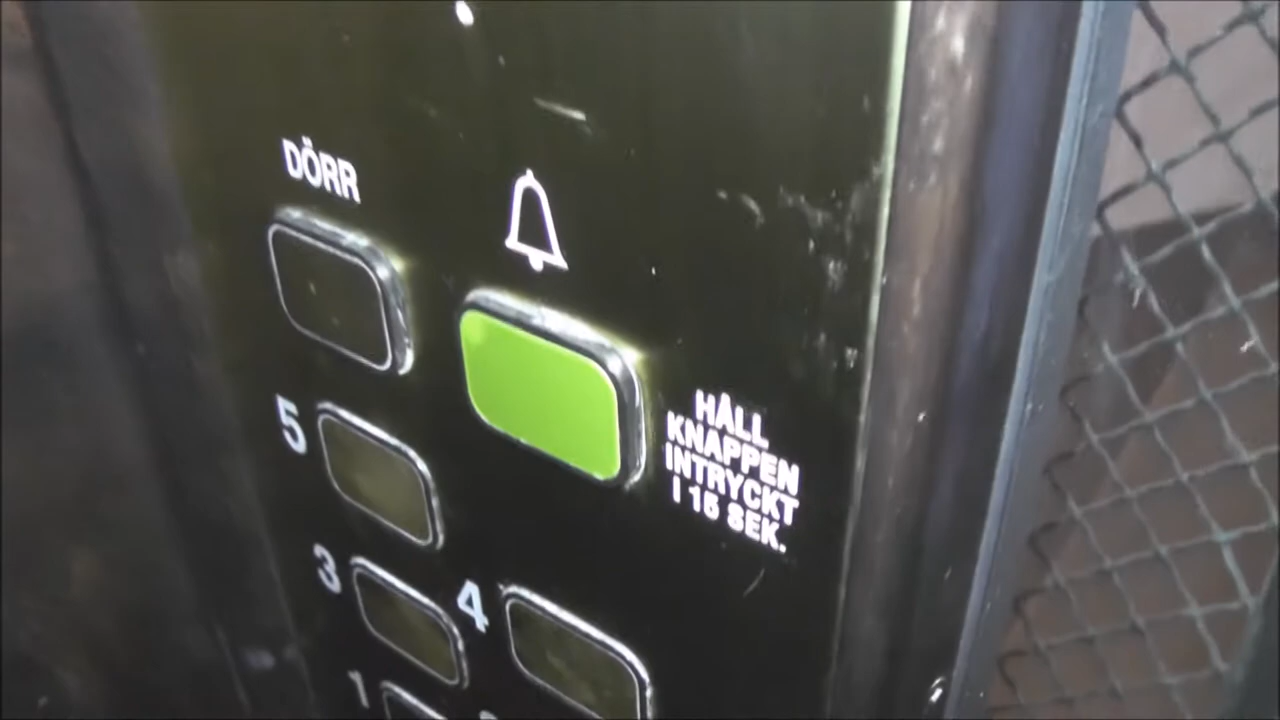 DÖRR
HÅLL
KNAPPEN
INTRYCKT
I 15 SEK.
5
3
4
1